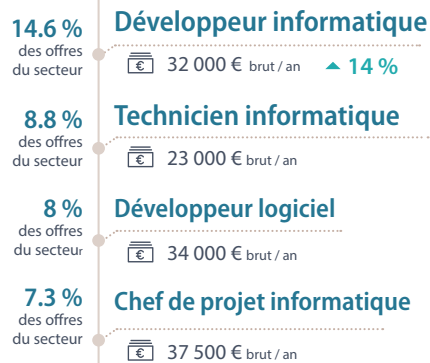 14.6 %
des offres
du secteur
Développeur informatique
32 000 € brut / an ▲ 14 %
8.8 %
des offres
du secteur
Technicien informatique
23 000 € brut / an
8 %
des offres
du secteur
Développeur logiciel
34 000 € brut / an
7.3 %
des offres
du secteur
Chef de projet informatique
37 500 € brut / an